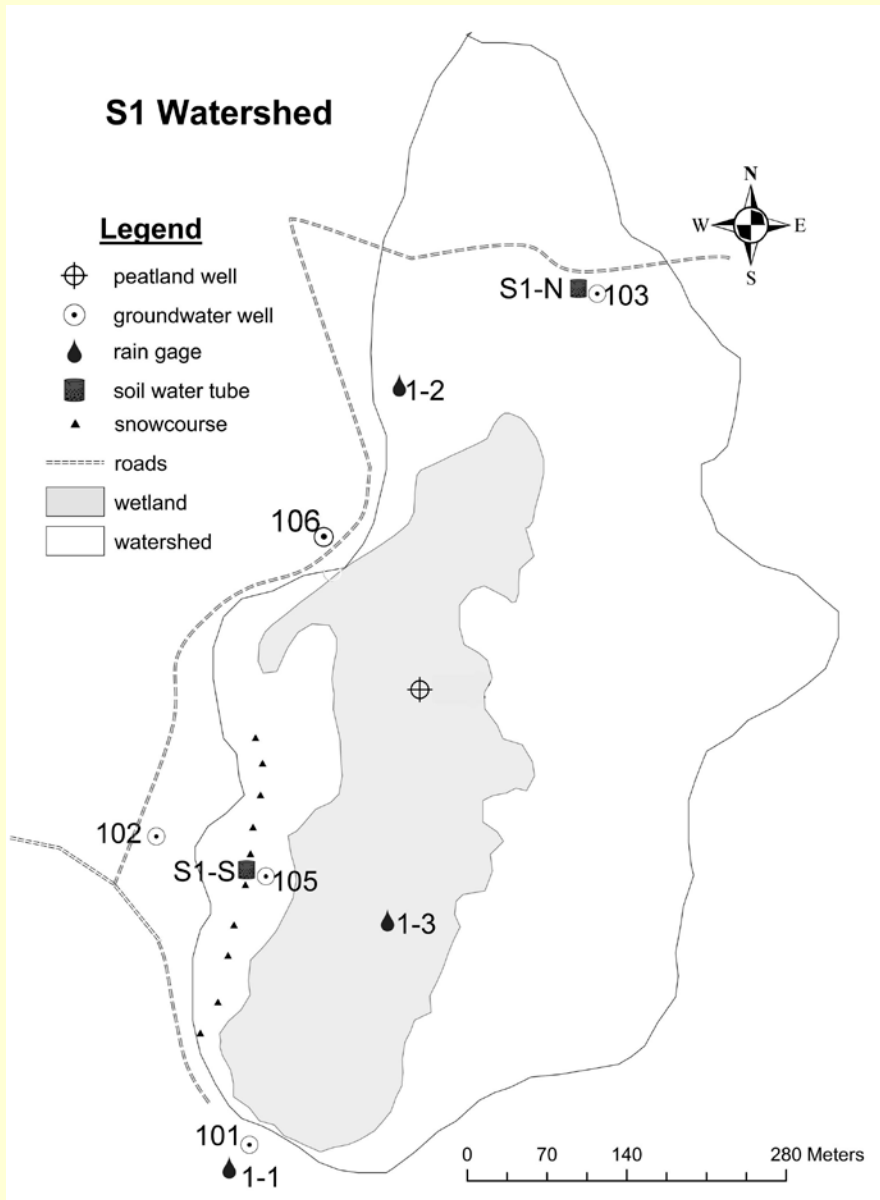 S1 Watershed
N
W
E
S
Legend
peatland well
groundwater well
rain gage
soil water tube
snowcourse
roads
wetland
watershed
S1-N
103
1-2
106
102
S1-S
105
1-3
101
1-1
0 70 140 280 Meters